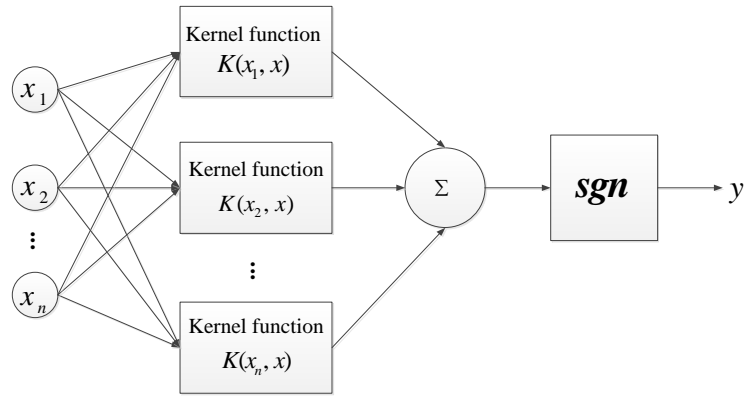 x₁
x₂
⋮
xₙ
Kernel function
K(x₁, x)
Kernel function
K(x₂, x)
⋮
Kernel function
K(xₙ, x)
Σ
sgn
y